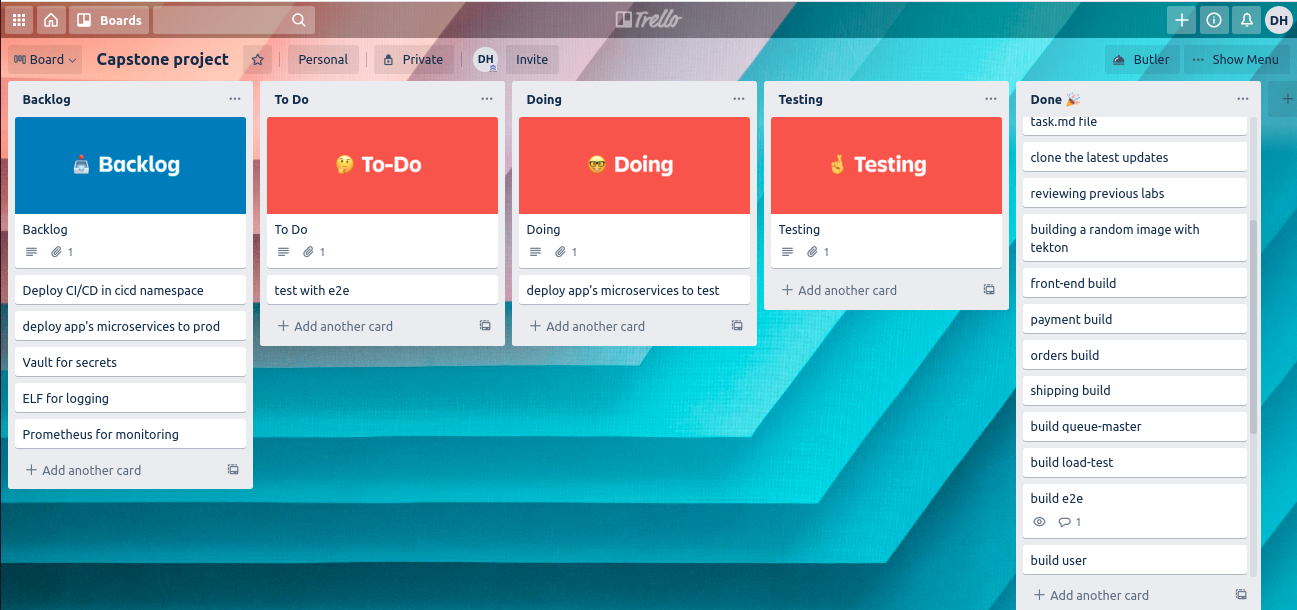 Boards
Trello
DH
Board
Capstone project
Personal
Private
DH
Invite
Butler
Show Menu
Backlog
Backlog
Backlog
1
Deploy CI/CD in cicd namespace
deploy app's microservices to prod
Vault for secrets
ELF for logging
Prometheus for monitoring
Add another card
To Do
To-Do
To Do
1
test with e2e
Add another card
Doing
Doing
Doing
1
deploy app's microservices to test
Add another card
Testing
Testing
Testing
1
Add another card
Done
task.md file
clone the latest updates
reviewing previous labs
building a random image with
tekton
front-end build
payment build
orders build
shipping build
build queue-master
build load-test
build e2e
1
build user
Add another card